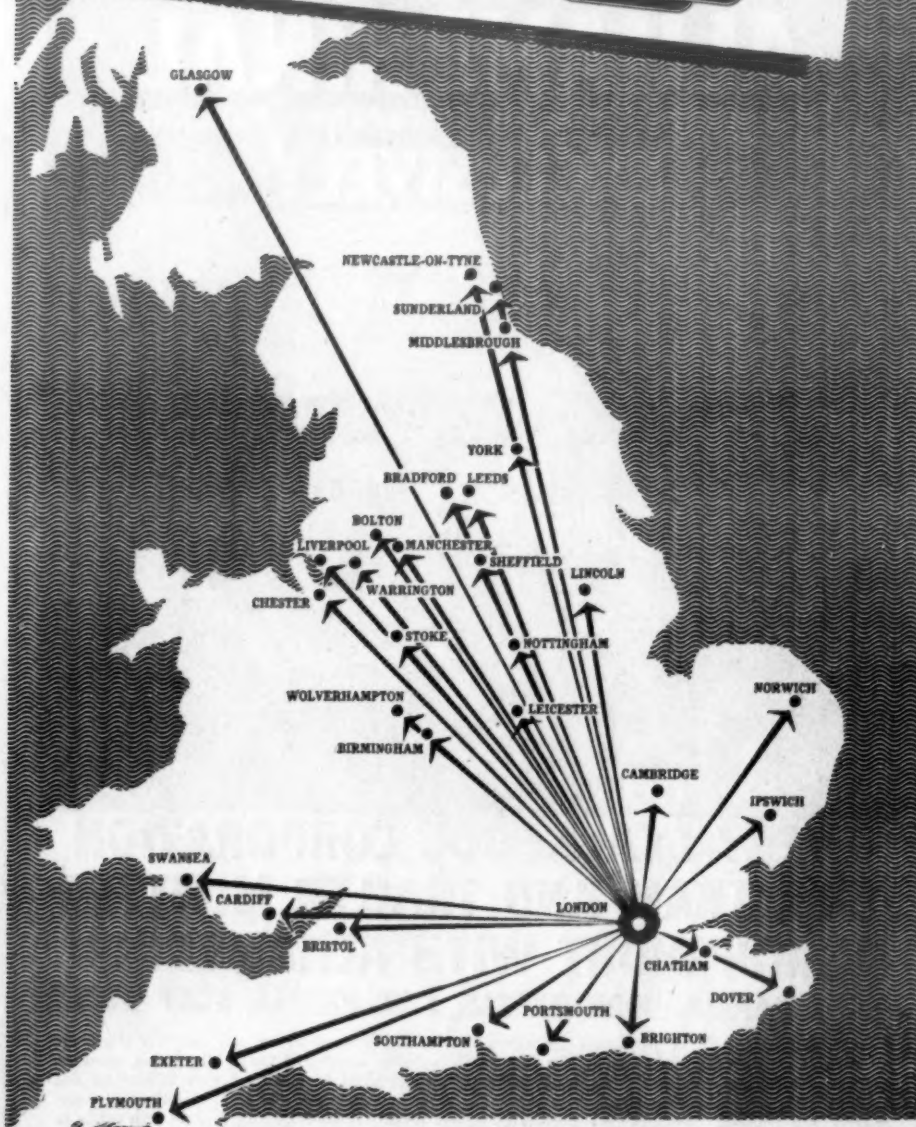 GLASGOW
NEWCASTLE-ON-TYNE
SUNDERLAND
MIDDLESBROUGH
YORK
BRADFORD LEEDS
BOLTON
LIVERPOOL MANCHESTER
SHEFFIELD
LINCOLN
WARRINGTON
CHESTER
STOKE
NOTTINGHAM
NORWICH
WOLVERHAMPTON
LEICESTER
BIRMINGHAM
CAMBRIDGE
IPSWICH
SWANSEA
CARDIFF
LONDON
BRISTOL
CHATHAM
DOVER
PORTSMOUTH
SOUTHAMPTON
BRIGHTON
EXETER
PLYMOUTH